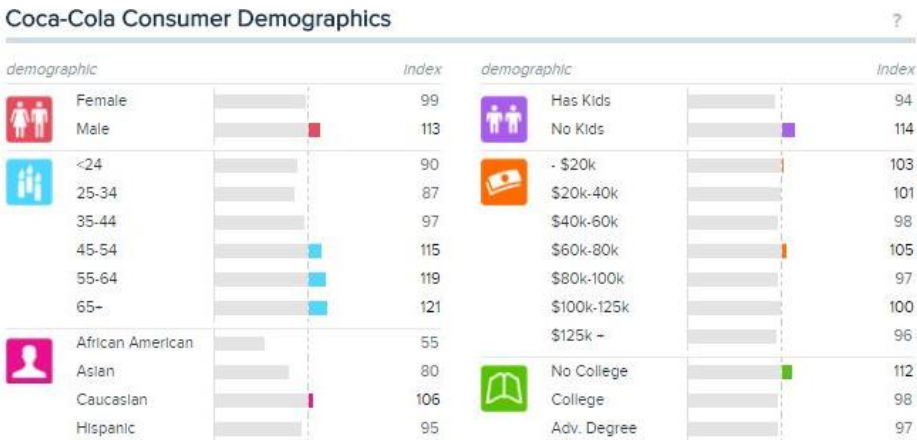 Coca-Cola Consumer Demographics ?
demographic Index
Female 99
Male 113
<24 90
25-34 87
35-44 97
45-54 115
55-64 119
65+ 121
African American 55
Asian 80
Caucasian 106
Hispanic 95
demographic Index
Has Kids 94
No Kids 114
- $20k 103
$20k-40k 101
$40k-60k 98
$60k-80k 105
$80k-100k 97
$100k-125k 100
$125k + 96
No College 112
College 98
Adv. Degree 97